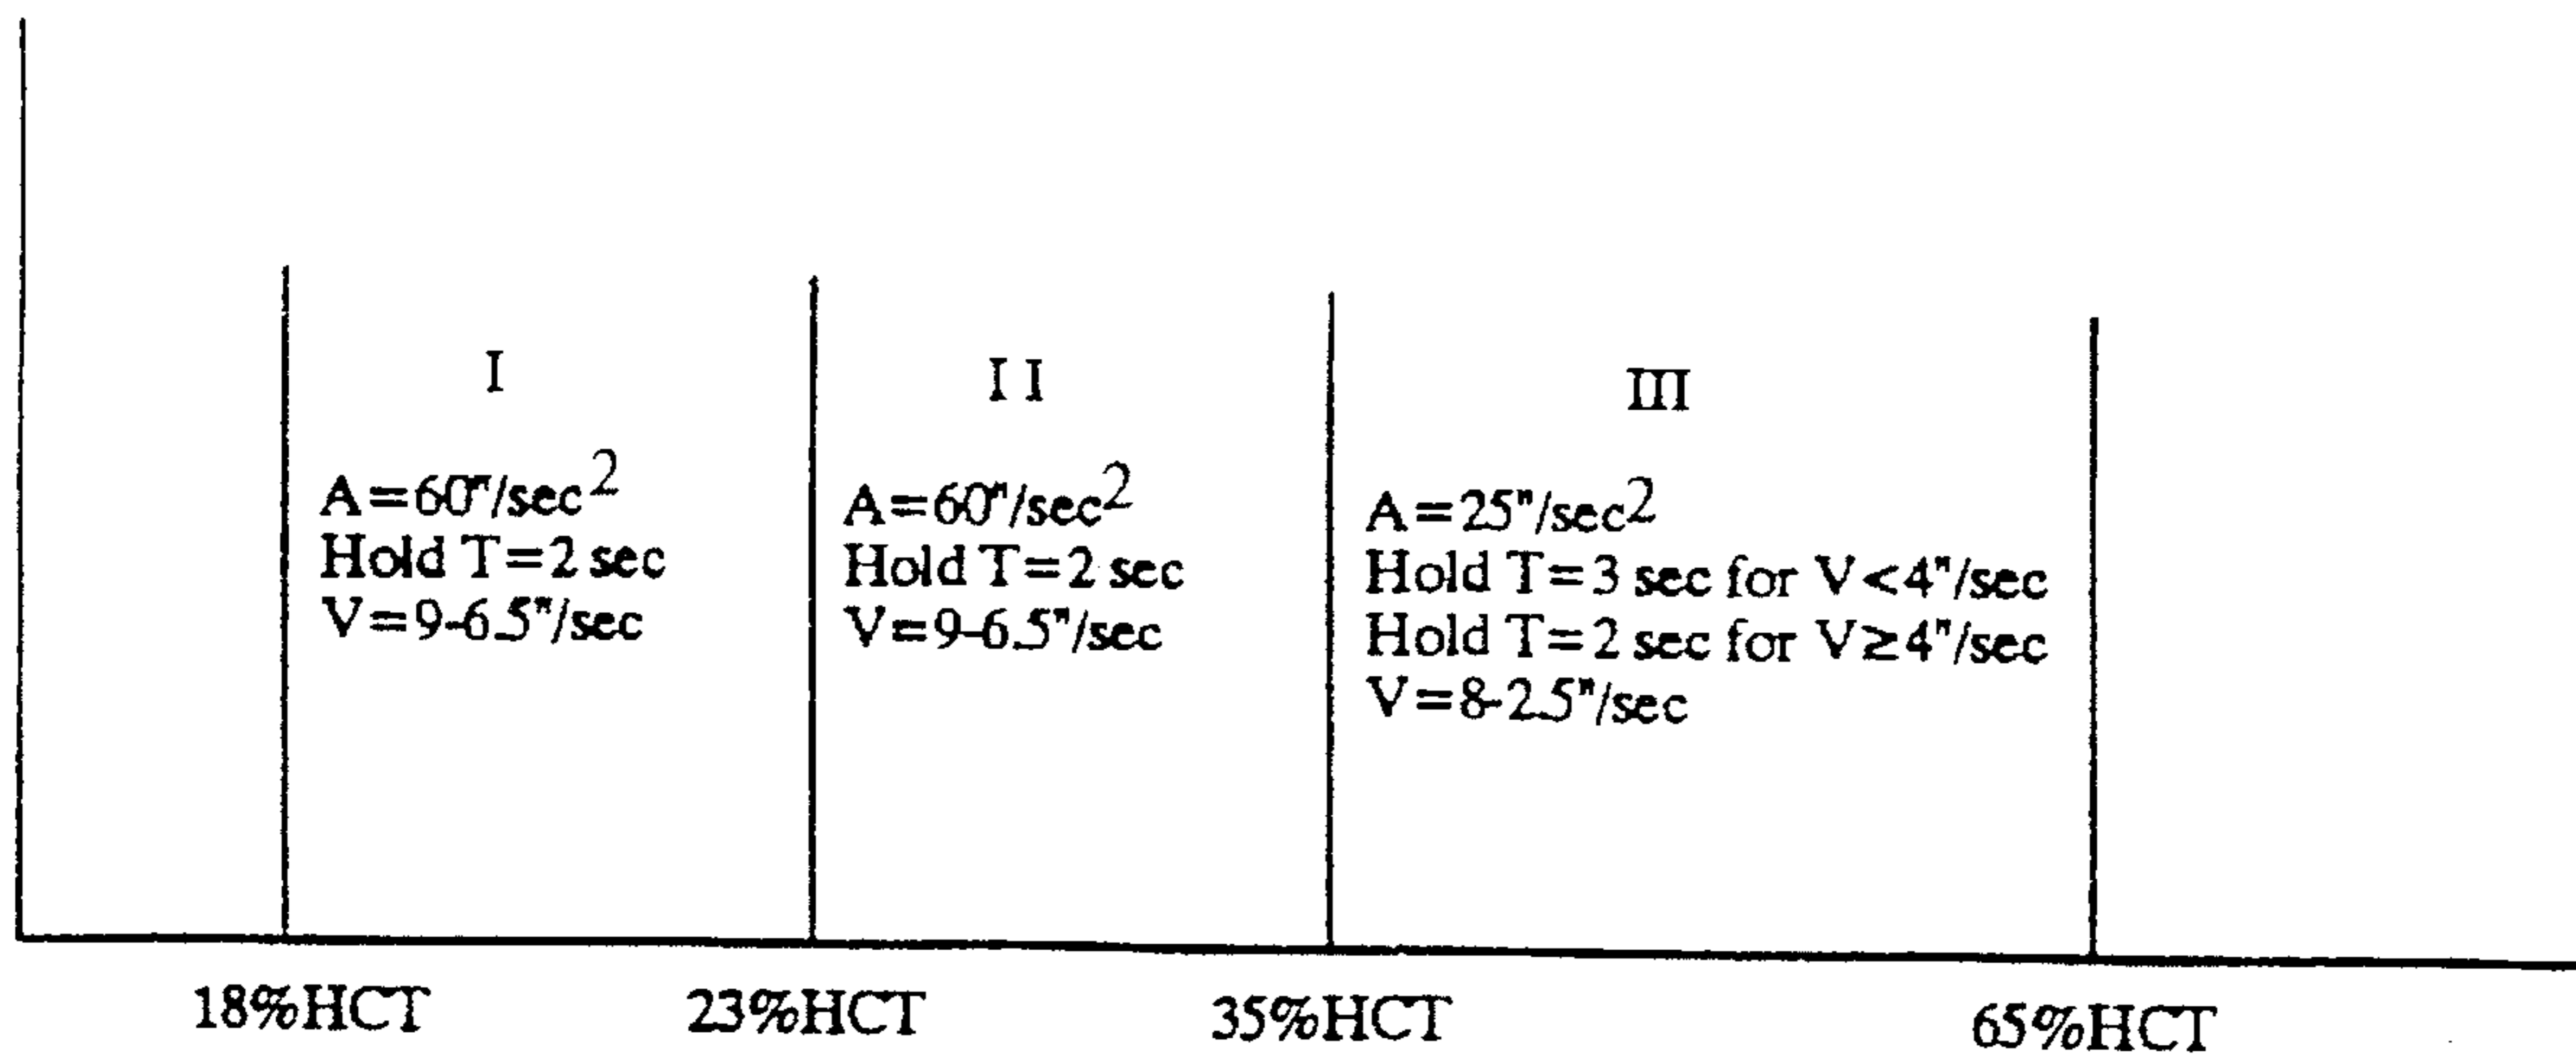 I
A=60"/sec2
Hold T=2 sec
V=9-6.5"/sec
I I
A=60"/sec2
Hold T=2 sec
V=9-6.5"/sec
III
A=25"/sec2
Hold T=3 sec for V<4"/sec
Hold T=2 sec for V≥4"/sec
V=8-2.5"/sec
18%HCT
23%HCT
35%HCT
65%HCT